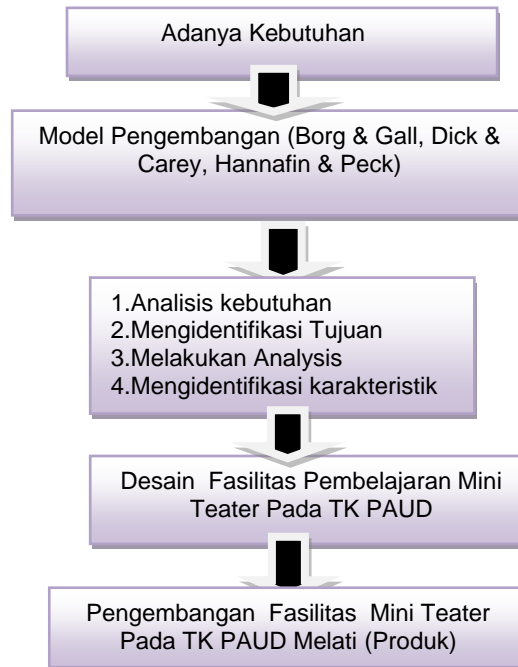 Adanya Kebutuhan
Model Pengembangan (Borg & Gall, Dick &
Carey, Hannafin & Peck)
1.Analisis kebutuhan
2.Mengidentifikasi Tujuan
3.Melakukan Analysis
4.Mengidentifikasi karakteristik
Desain Fasilitas Pembelajaran Mini
Teater Pada TK PAUD
Pengembangan Fasilitas Mini Teater
Pada TK PAUD Melati (Produk)